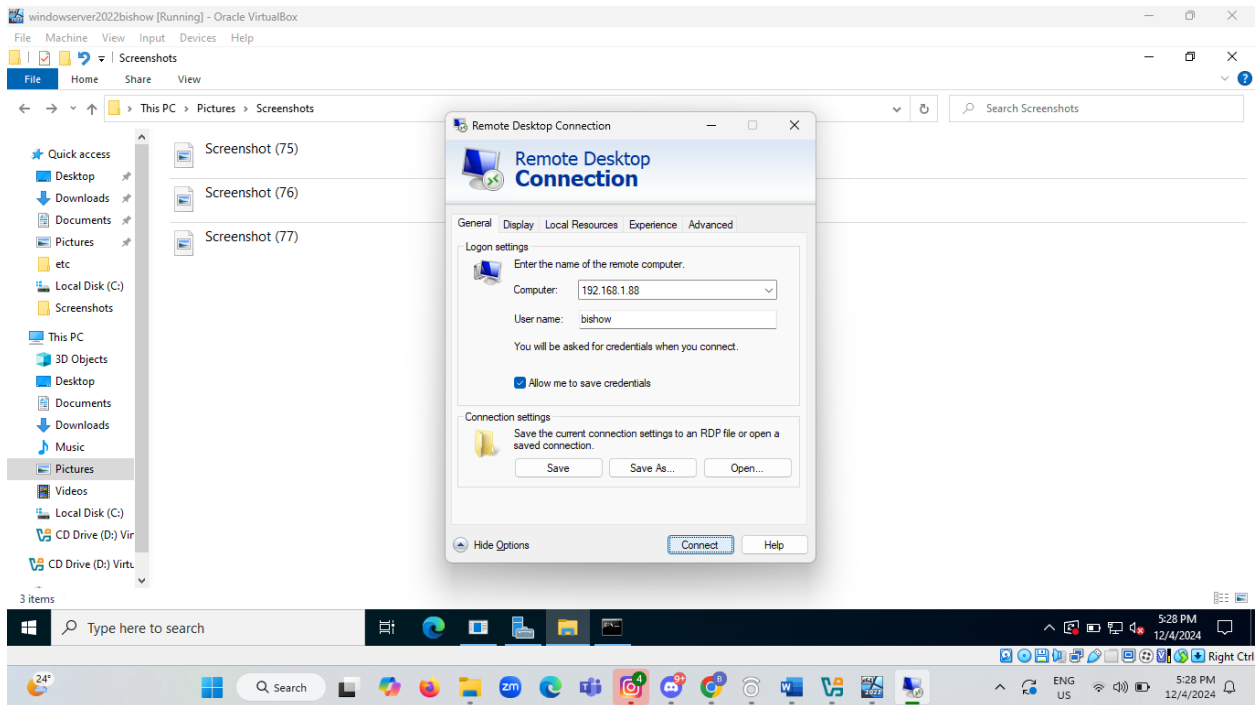 windowserver2022bishow [Running] - Oracle VirtualBox
File Machine View Input Devices Help
Screenshots
File Home Share View
This PC > Pictures > Screenshots
Search Screenshots
Quick access
Desktop
Downloads
Documents
Pictures
etc
Local Disk (C:)
Screenshots
This PC
3D Objects
Desktop
Documents
Downloads
Music
Pictures
Videos
Local Disk (C:)
CD Drive (D:) Vir
CD Drive (D:) Virtu
3 items
Screenshot (75)
Screenshot (76)
Screenshot (77)
Remote Desktop Connection
Remote Desktop
Connection
General Display Local Resources Experience Advanced
Logon settings
Enter the name of the remote computer.
Computer: 192.168.1.88
User name: bishow
You will be asked for credentials when you connect.
Allow me to save credentials
Connection settings
Save the current connection settings to an RDP file or open a
saved connection.
Save Save As... Open...
Hide Options Connect Help
Type here to search
5:28 PM
12/4/2024
Right Ctrl
24°
Search
zm
4
9+
B
W
2022
ENG
US
5:28 PM
12/4/2024